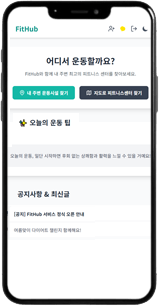 FitHub
어디서 운동할까요?
FitHub와 함께 내 주변 최고의 피트니스 센터를 찾아보세요.
내 주변 운동시설 찾기
지도로 피트니스센터 찾기
오늘의 운동 팁
오늘의 운동, 일단 시작하면 후회 없는 상쾌함과 활력을 느낄 수 있을 거예요!
공지사항 & 최신글
[공지] FitHub 서비스 정식 오픈 안내
여름맞이 다이어트 챌린지 함께해요!